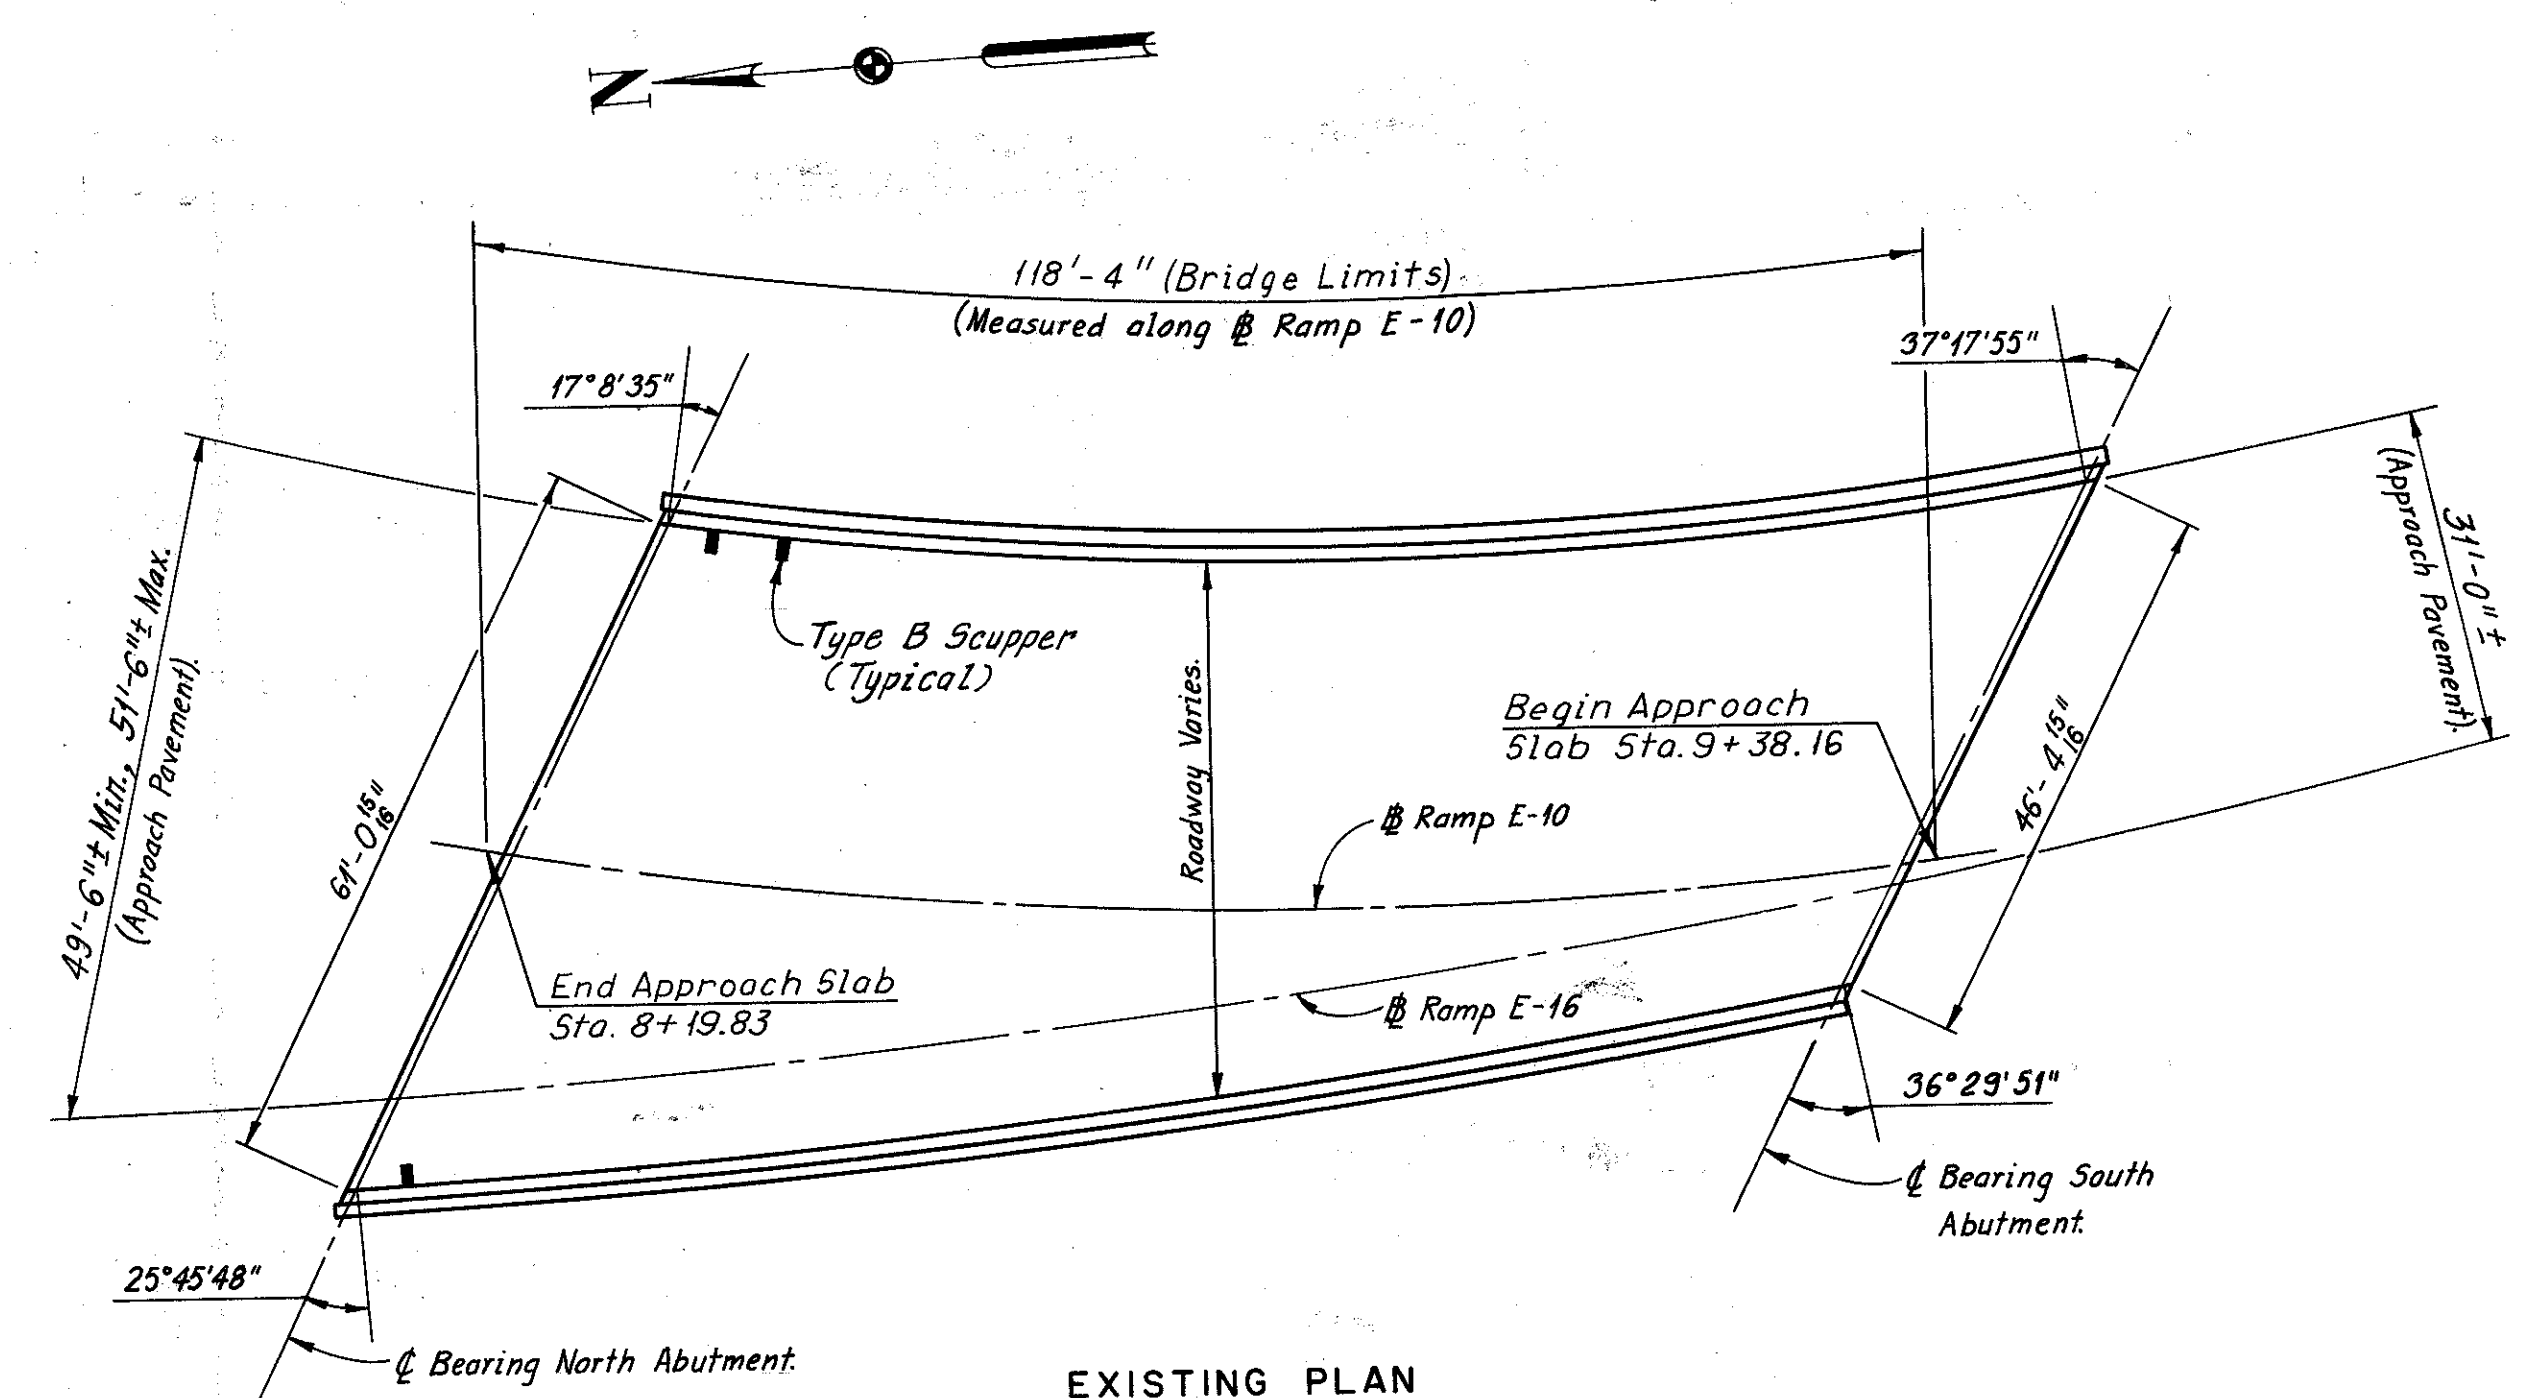 N
118'-4" (Bridge Limits)
(Measured along ℄ Ramp E-10)
17°8'35"
37°17'55"
49'-6"± Min., 51'-6"± Max.
(Approach Pavement).
61'-0 15/16"
Type B Scupper
(Typical)
Roadway Varies.
Begin Approach
Slab Sta. 9+38.16
46'-4 15/16"
31'-0"±
(Approach Pavement).
℄ Ramp E-10
End Approach Slab
Sta. 8+19.83
℄ Ramp E-16
36°29'51"
℄ Bearing South
Abutment.
25°45'48"
℄ Bearing North Abutment.
EXISTING PLAN